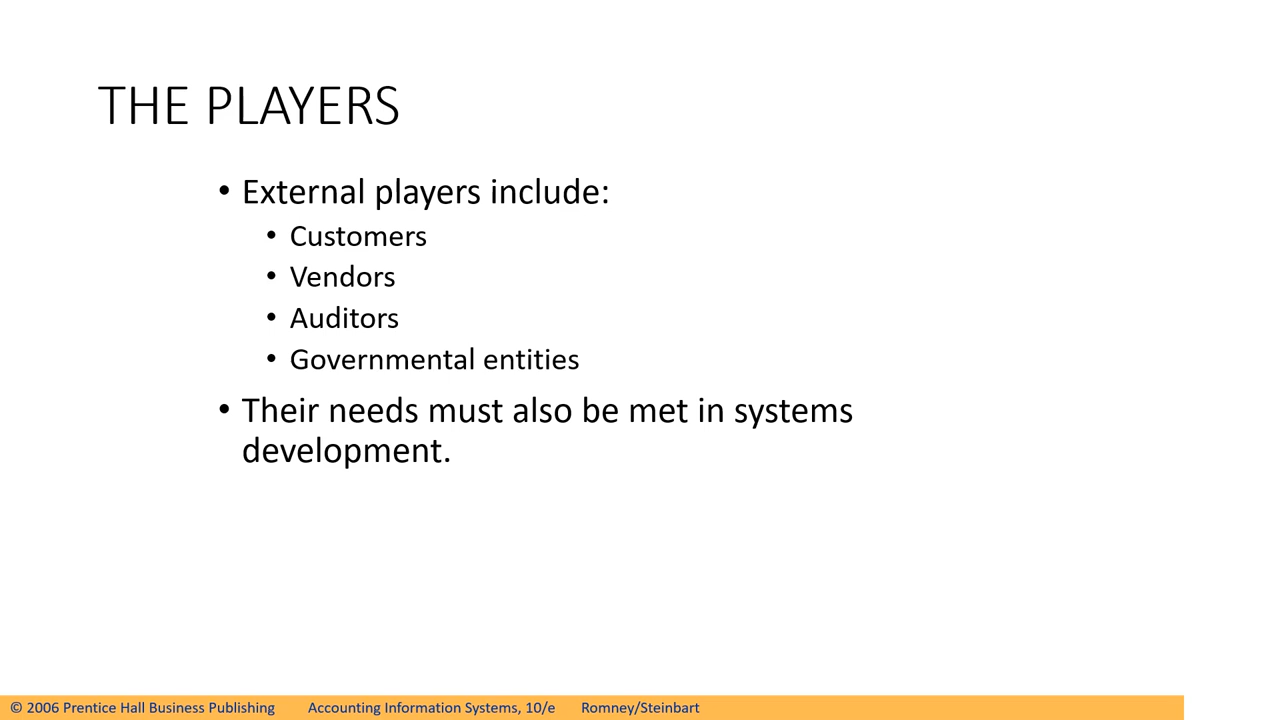 THE PLAYERS
• External players include:
• Customers
• Vendors
• Auditors
• Governmental entities
• Their needs must also be met in systems
development.
© 2006 Prentice Hall Business Publishing Accounting Information Systems, 10/e Romney/Steinbart